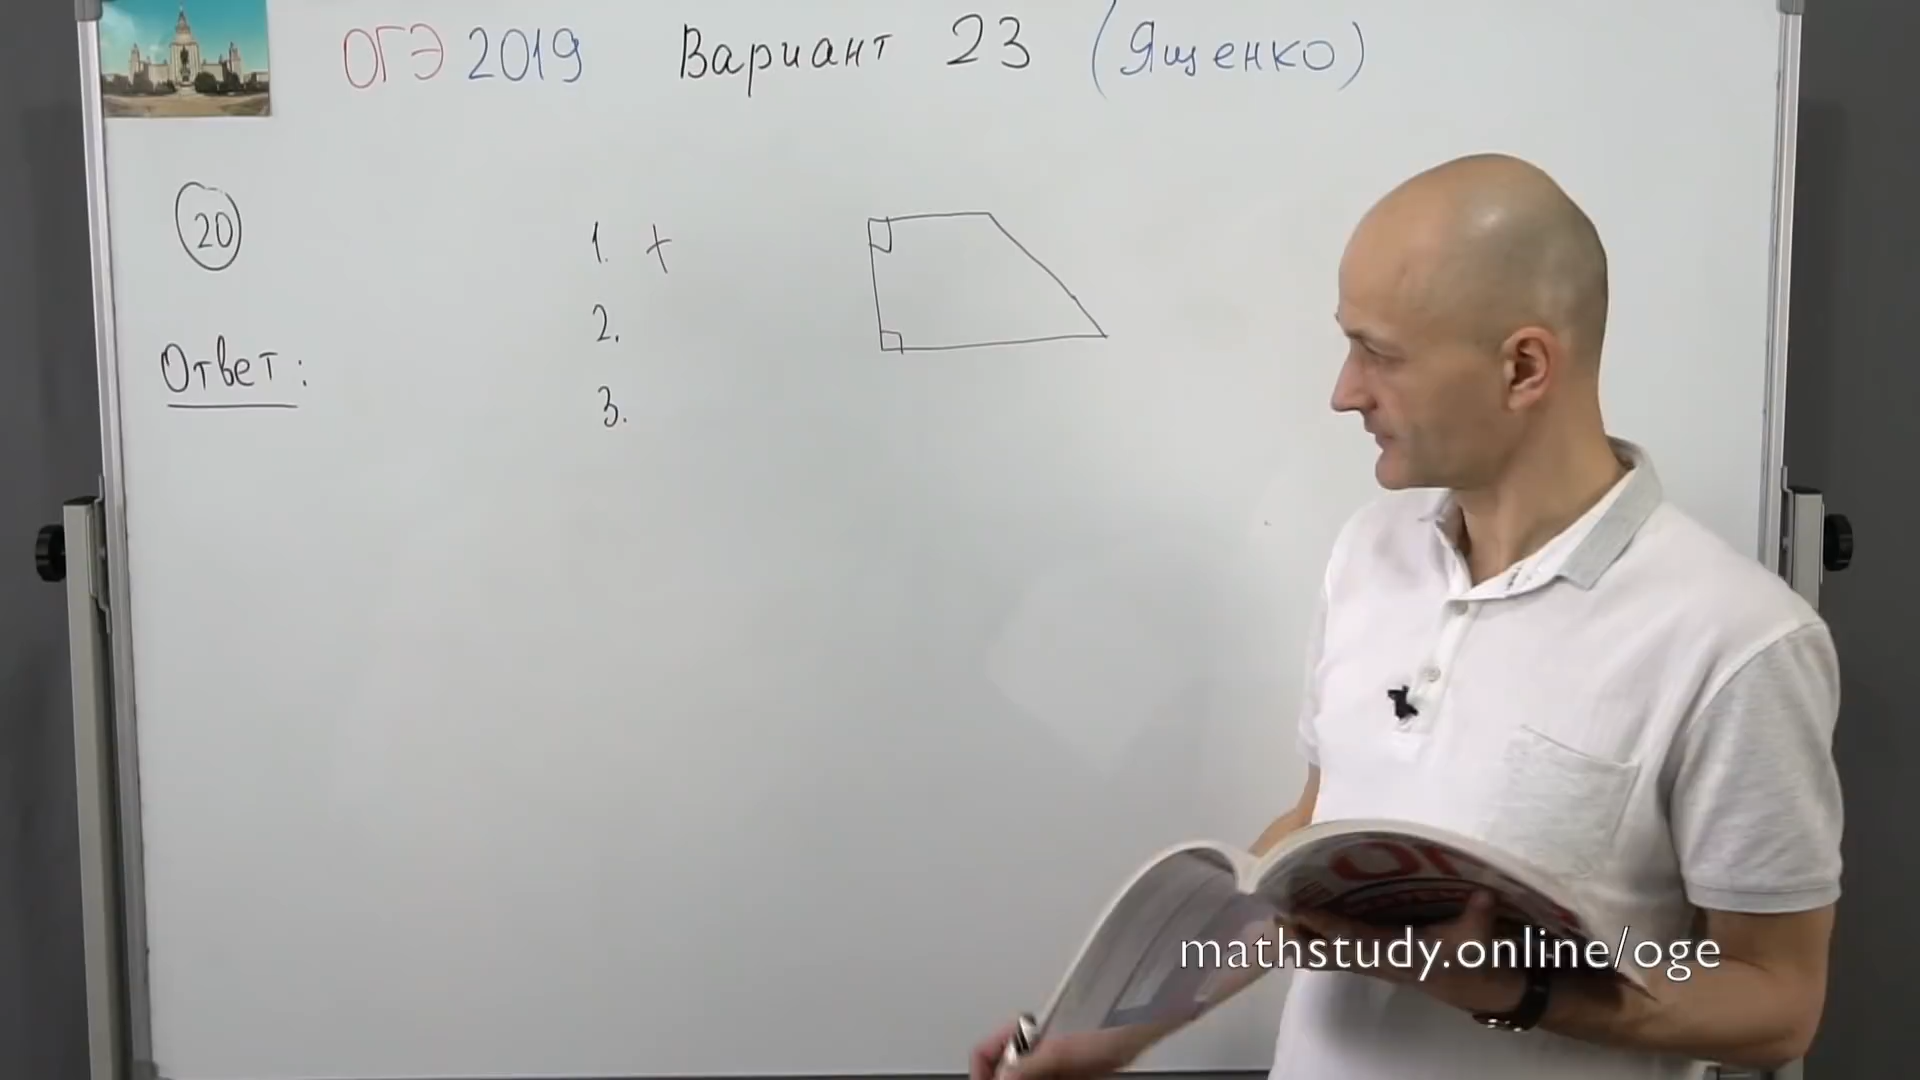 ОГЭ 2019 Вариант 23 (Ященко)
20
1. +
2.
Ответ:
3.
mathstudy.online/oge